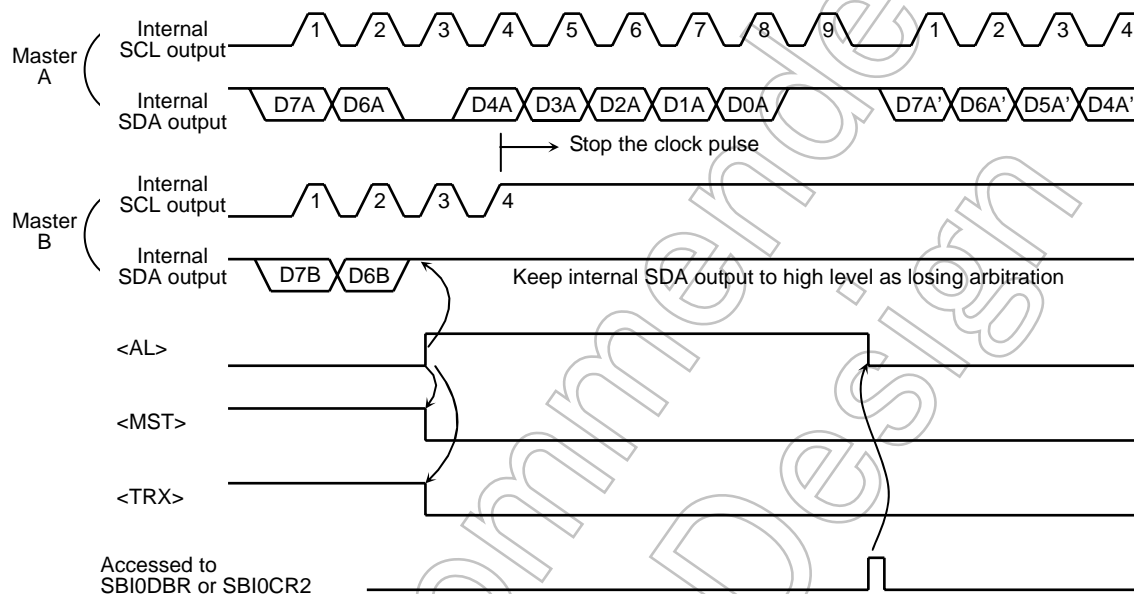 Master
A
Internal
SCL output
1 2 3 4 5 6 7 8 9 1 2 3 4
Internal
SDA output
D7A D6A D4A D3A D2A D1A D0A D7A' D6A' D5A' D4A'
Stop the clock pulse
Master
B
Internal
SCL output
1 2 3 4
Internal
SDA output
D7B D6B
Keep internal SDA output to high level as losing arbitration
<AL>
<MST>
<TRX>
Accessed to
SBI0DBR or SBI0CR2
ommende
Design